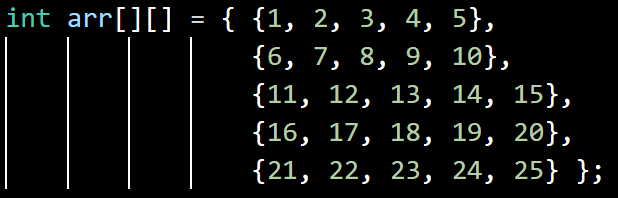 int arr[][] = { {1, 2, 3, 4, 5},
{6, 7, 8, 9, 10},
{11, 12, 13, 14, 15},
{16, 17, 18, 19, 20},
{21, 22, 23, 24, 25} };